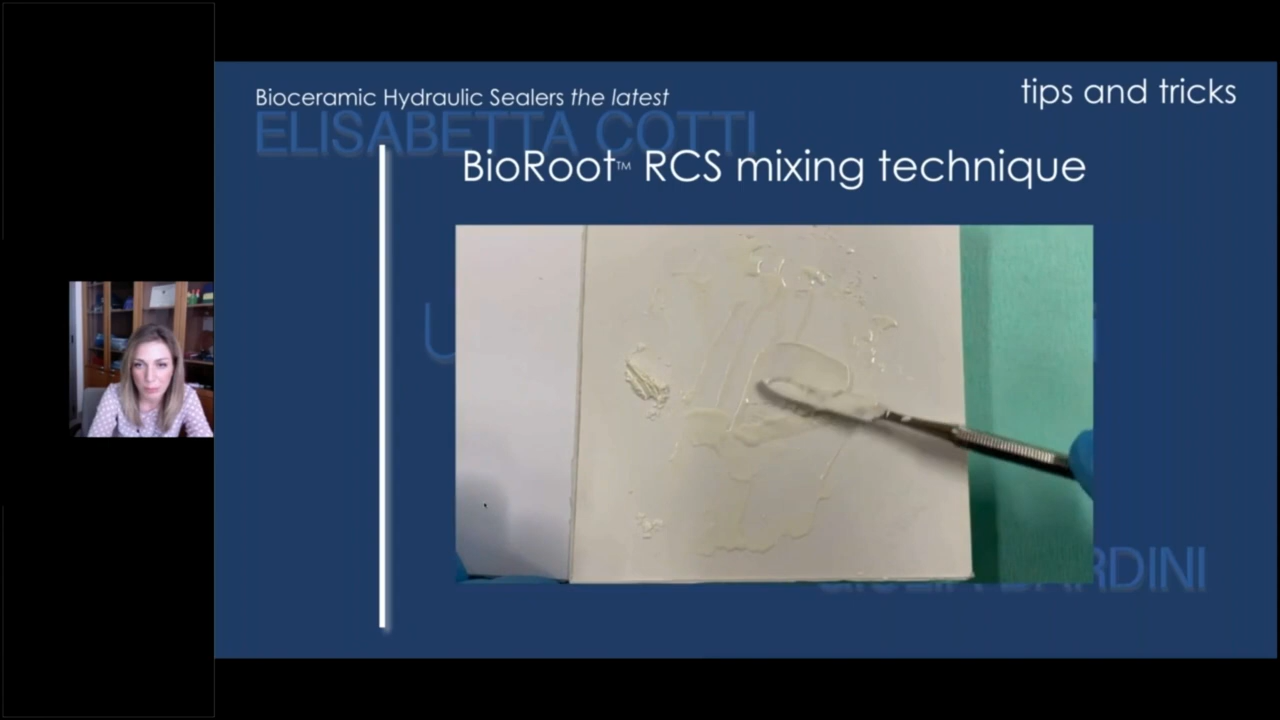 Bioceramic Hydraulic Sealers the latest
tips and tricks
ELISABETTA COTTI
BioRoot™ RCS mixing technique